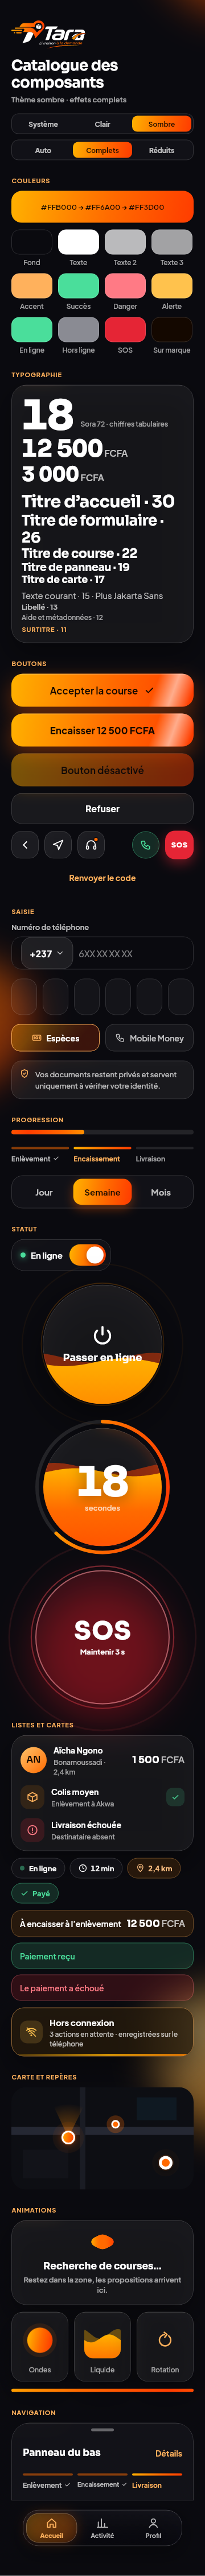 Tara
Catalogue des
composants
Thème sombre · effets complets
Système Clair Sombre
Auto Complets Réduits
COULEURS
#FFB000 → #FF6A00 → #FF3D00
Fond Texte Texte 2 Texte 3
Accent Succès Danger Alerte
En ligne Hors ligne SOS Sur marque
TYPOGRAPHIE
18 Sora 72 · chiffres tabulaires
12 500 FCFA
3 000 FCFA
Titre d’accueil · 30
Titre de formulaire ·
26
Titre de course · 22
Titre de panneau · 19
Titre de carte · 17
Texte courant · 15 · Plus Jakarta Sans
Libellé · 13
Aide et métadonnées · 12
SURTITRE · 11
BOUTONS
Accepter la course
Encaisser 12 500 FCFA
Bouton désactivé
Refuser
SOS
Renvoyer le code
SAISIE
Numéro de téléphone
+237 6XX XX XX XX
Espèces Mobile Money
Vos documents restent privés et servent
uniquement à vérifier votre identité.
PROGRESSION
Enlèvement Encaissement Livraison
Jour Semaine Mois
STATUT
En ligne
Passer en ligne
18
secondes
SOS
Maintenir 3 s
LISTES ET CARTES
AN Aïcha Ngono
Bonamoussadi ·
2,4 km
1 500 FCFA
Colis moyen
Enlèvement à Akwa
Livraison échouée
Destinataire absent
En ligne 12 min 2,4 km
Payé
À encaisser à l’enlèvement 12 500 FCFA
Paiement reçu
Le paiement a échoué
Hors connexion
3 actions en attente · enregistrées sur le
téléphone
CARTE ET REPÈRES
ANIMATIONS
Recherche de courses…
Restez dans la zone, les propositions arrivent
ici.
Ondes Liquide Rotation
NAVIGATION
Panneau du bas Détails
Enlèvement Encaissement Livraison
Accueil Activité Profil